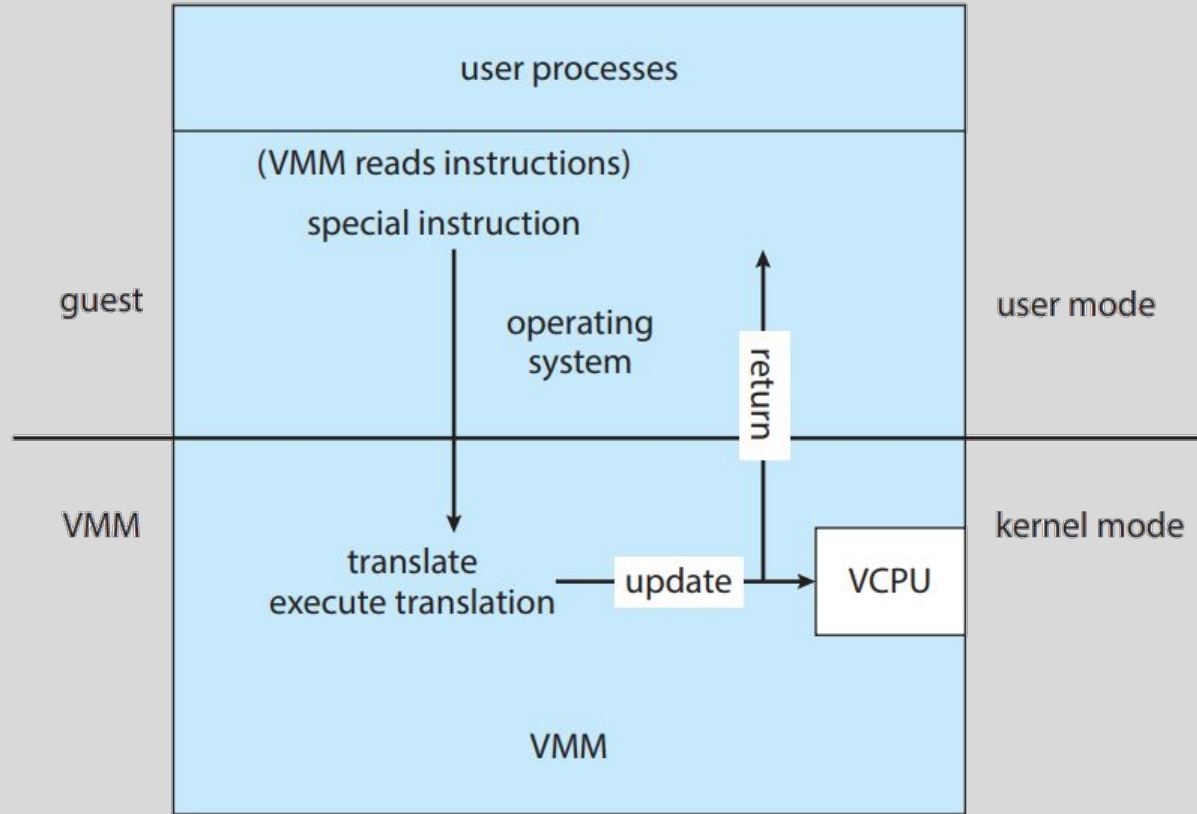 user processes
(VMM reads instructions)
special instruction
guest
operating
system
user mode
return
VMM
kernel mode
translate
execute translation
update
VCPU
VMM